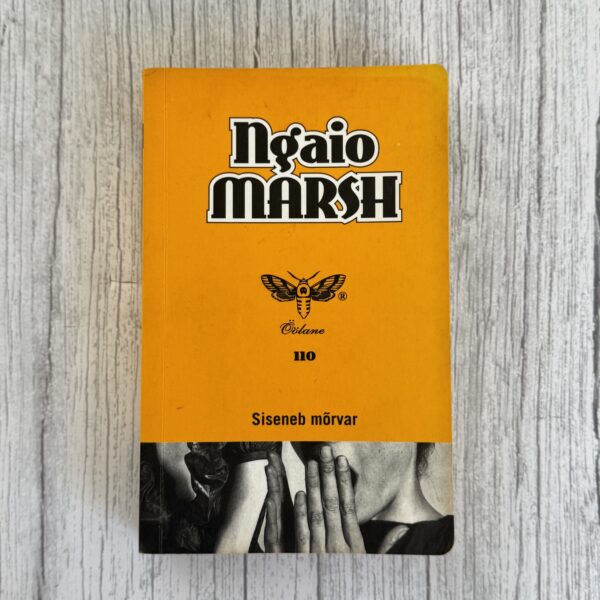 Ngaio
MARSH
®
Öölane
110
Siseneb mõrvar